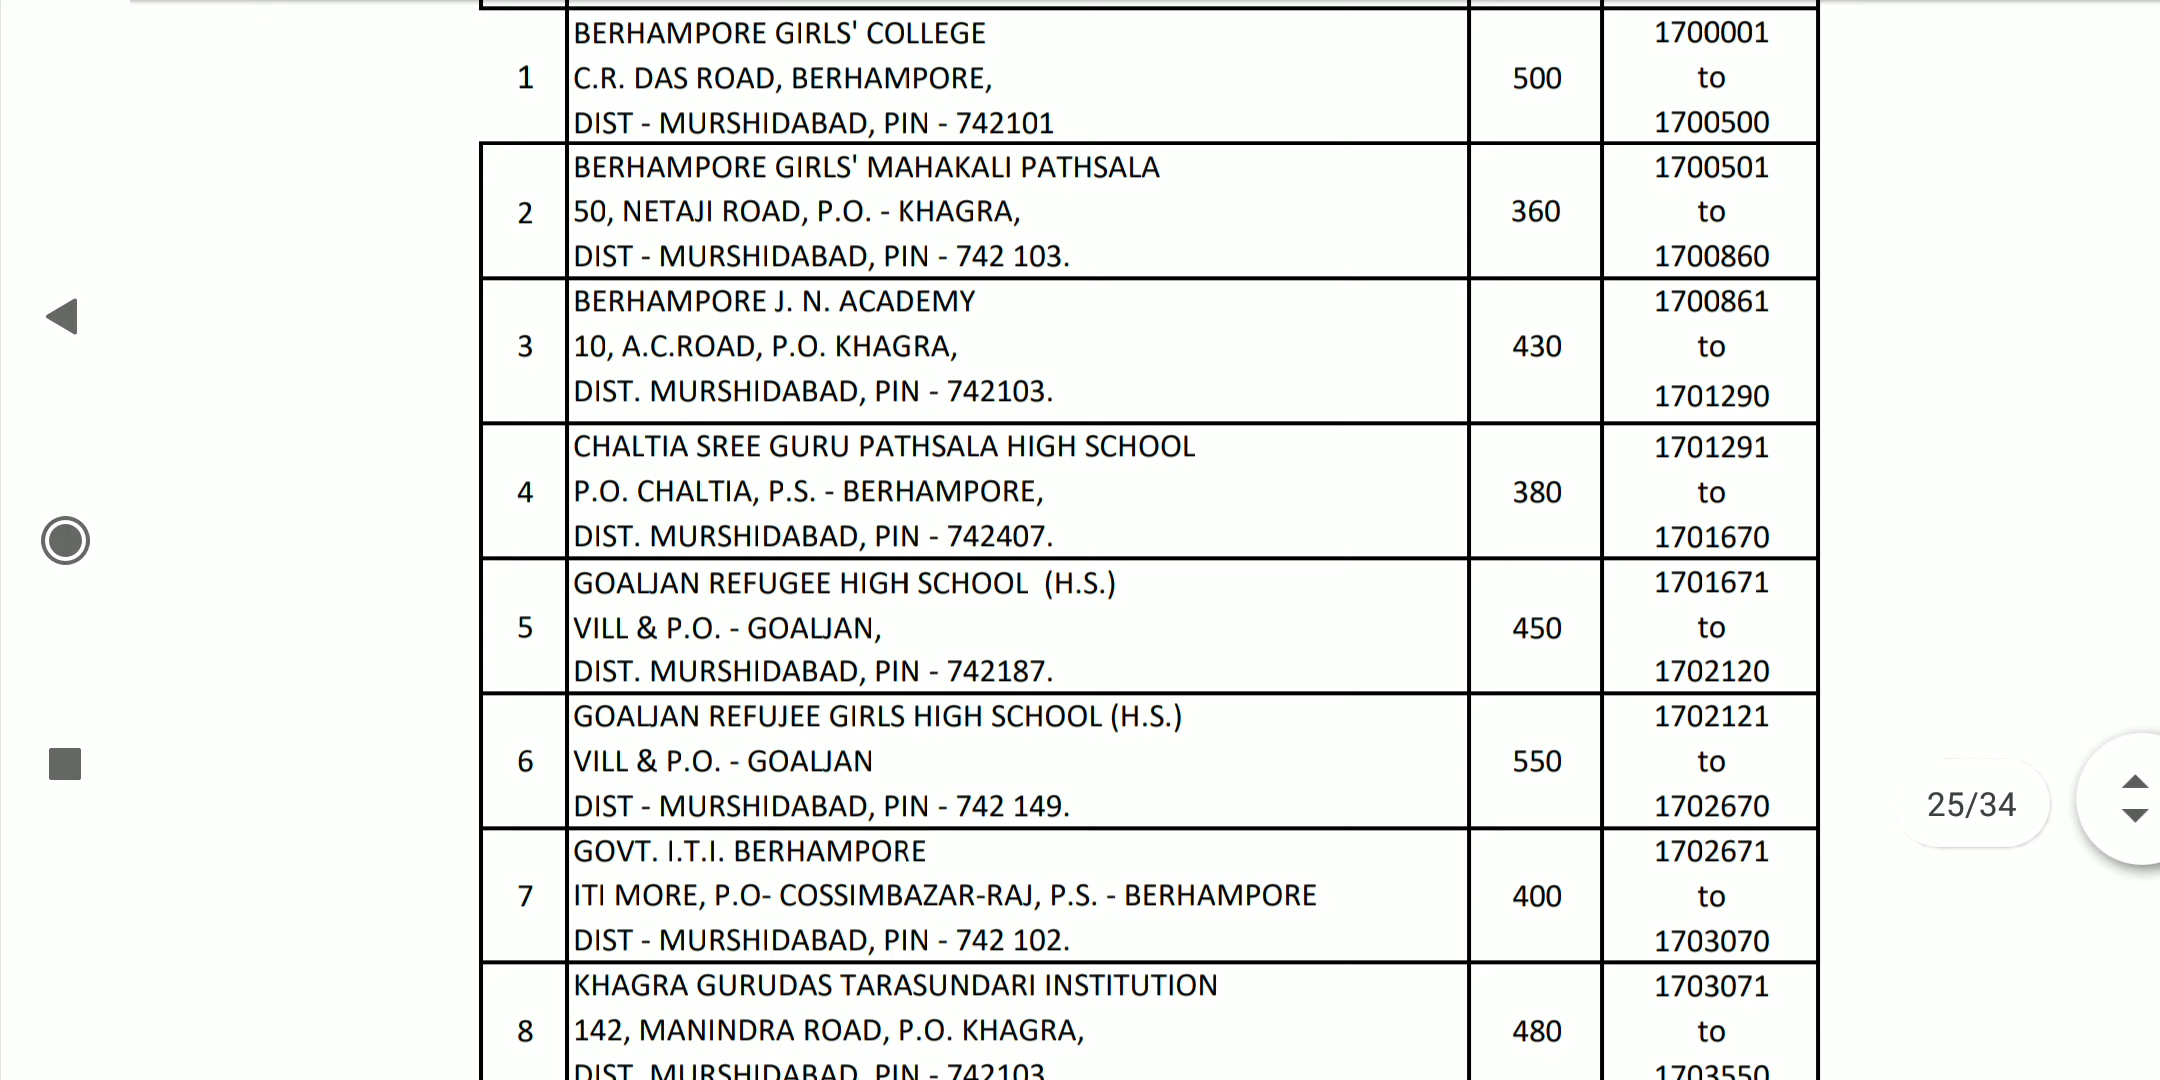 BERHAMPORE GIRLS' COLLEGE 1700001
1 C.R. DAS ROAD, BERHAMPORE, 500 to
DIST - MURSHIDABAD, PIN - 742101 1700500
BERHAMPORE GIRLS' MAHAKALI PATHSALA 1700501
2 50, NETAJI ROAD, P.O. - KHAGRA, 360 to
DIST - MURSHIDABAD, PIN - 742 103. 1700860
BERHAMPORE J. N. ACADEMY 1700861
3 10, A.C.ROAD, P.O. KHAGRA, 430 to
DIST. MURSHIDABAD, PIN - 742103. 1701290
CHALTIA SREE GURU PATHSALA HIGH SCHOOL 1701291
4 P.O. CHALTIA, P.S. - BERHAMPORE, 380 to
DIST. MURSHIDABAD, PIN - 742407. 1701670
GOALJAN REFUGEE HIGH SCHOOL (H.S.) 1701671
5 VILL & P.O. - GOALJAN, 450 to
DIST. MURSHIDABAD, PIN - 742187. 1702120
GOALJAN REFUJEE GIRLS HIGH SCHOOL (H.S.) 1702121
6 VILL & P.O. - GOALJAN 550 to
DIST - MURSHIDABAD, PIN - 742 149. 1702670
25/34
GOVT. I.T.I. BERHAMPORE 1702671
7 ITI MORE, P.O- COSSIMBAZAR-RAJ, P.S. - BERHAMPORE 400 to
DIST - MURSHIDABAD, PIN - 742 102. 1703070
KHAGRA GURUDAS TARASUNDARI INSTITUTION 1703071
8 142, MANINDRA ROAD, P.O. KHAGRA, 480 to
DIST. MURSHIDABAD, PIN - 742103 1703550